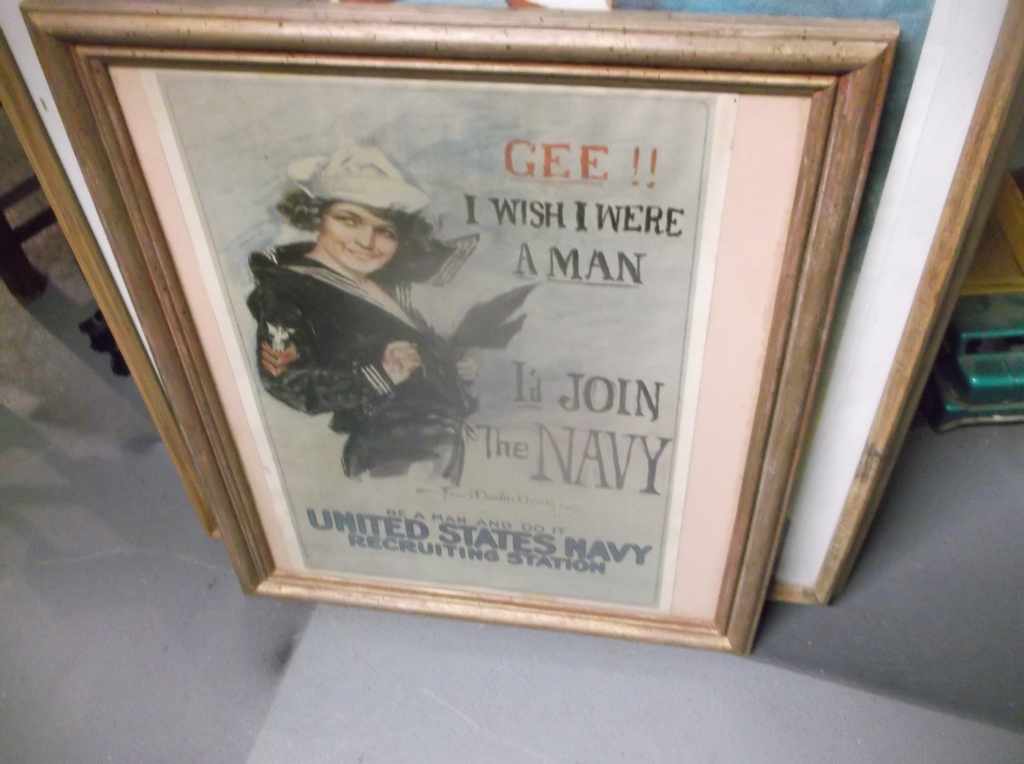 GEE !!
I WISH I WERE
A MAN
I'd JOIN
The NAVY
BE A MAN AND DO IT
UNITED STATES NAVY
RECRUITING STATION